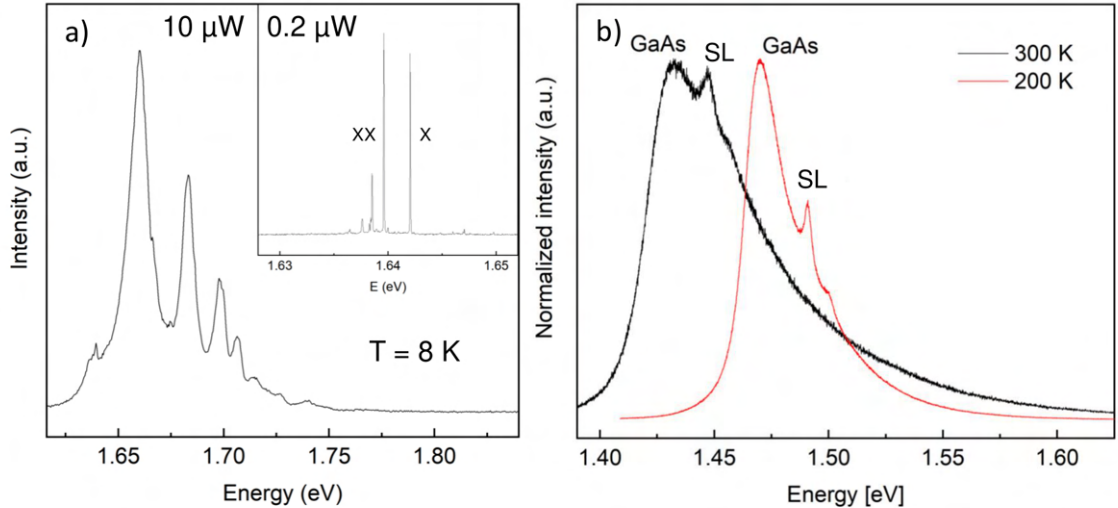 a)
10 µW
0.2 µW
XX
X
1.63
1.64
1.65
E (eV)
T = 8 K
Intensity (a.u.)
1.65
1.70
1.75
1.80
Energy (eV)
b)
GaAs
SL
GaAs
SL
300 K
200 K
Normalized intensity (a.u.)
1.40
1.45
1.50
1.55
1.60
Energy [eV]